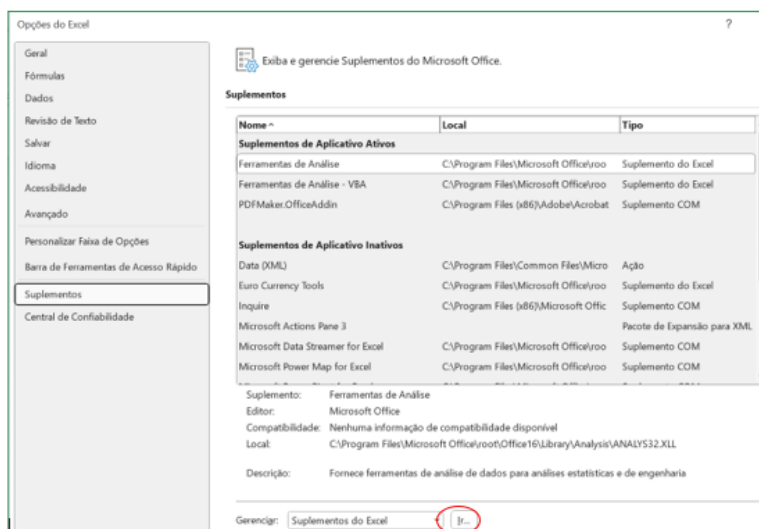 Opções do Excel
?
Geral
Fórmulas
Dados
Revisão de Texto
Salvar
Idioma
Acessibilidade
Avançado
Personalizar Faixa de Opções
Barra de Ferramentas de Acesso Rápido
Suplementos
Central de Confiabilidade
Exiba e gerencie Suplementos do Microsoft Office.
Suplementos
Nome Local Tipo
Suplementos de Aplicativo Ativos
Ferramentas de Análise C:\Program Files\Microsoft Office\roo Suplemento do Excel
Ferramentas de Análise - VBA C:\Program Files\Microsoft Office\roo Suplemento do Excel
PDFMaker.OfficeAddin C:\Program Files (x86)\Adobe\Acrobat Suplemento COM
Suplementos de Aplicativo Inativos
Data (XML) C:\Program Files\Common Files\Micro Ação
Euro Currency Tools C:\Program Files\Microsoft Office\roo Suplemento do Excel
Inquire C:\Program Files (x86)\Microsoft Offic Suplemento COM
Microsoft Actions Pane 3 Pacote de Expansão para XML
Microsoft Data Streamer for Excel C:\Program Files\Microsoft Office\roo Suplemento COM
Microsoft Power Map for Excel C:\Program Files\Microsoft Office\roo Suplemento COM
Suplemento: Ferramentas de Análise
Editor: Microsoft Office
Compatibilidade: Nenhuma informação de compatibilidade disponível
Local: C:\Program Files\Microsoft Office\root\Office16\Library\Analysis\ANALYS32.XLL
Descrição: Fornece ferramentas de análise de dados para análises estatísticas e de engenharia
Gerenciar: Suplementos do Excel Ir...